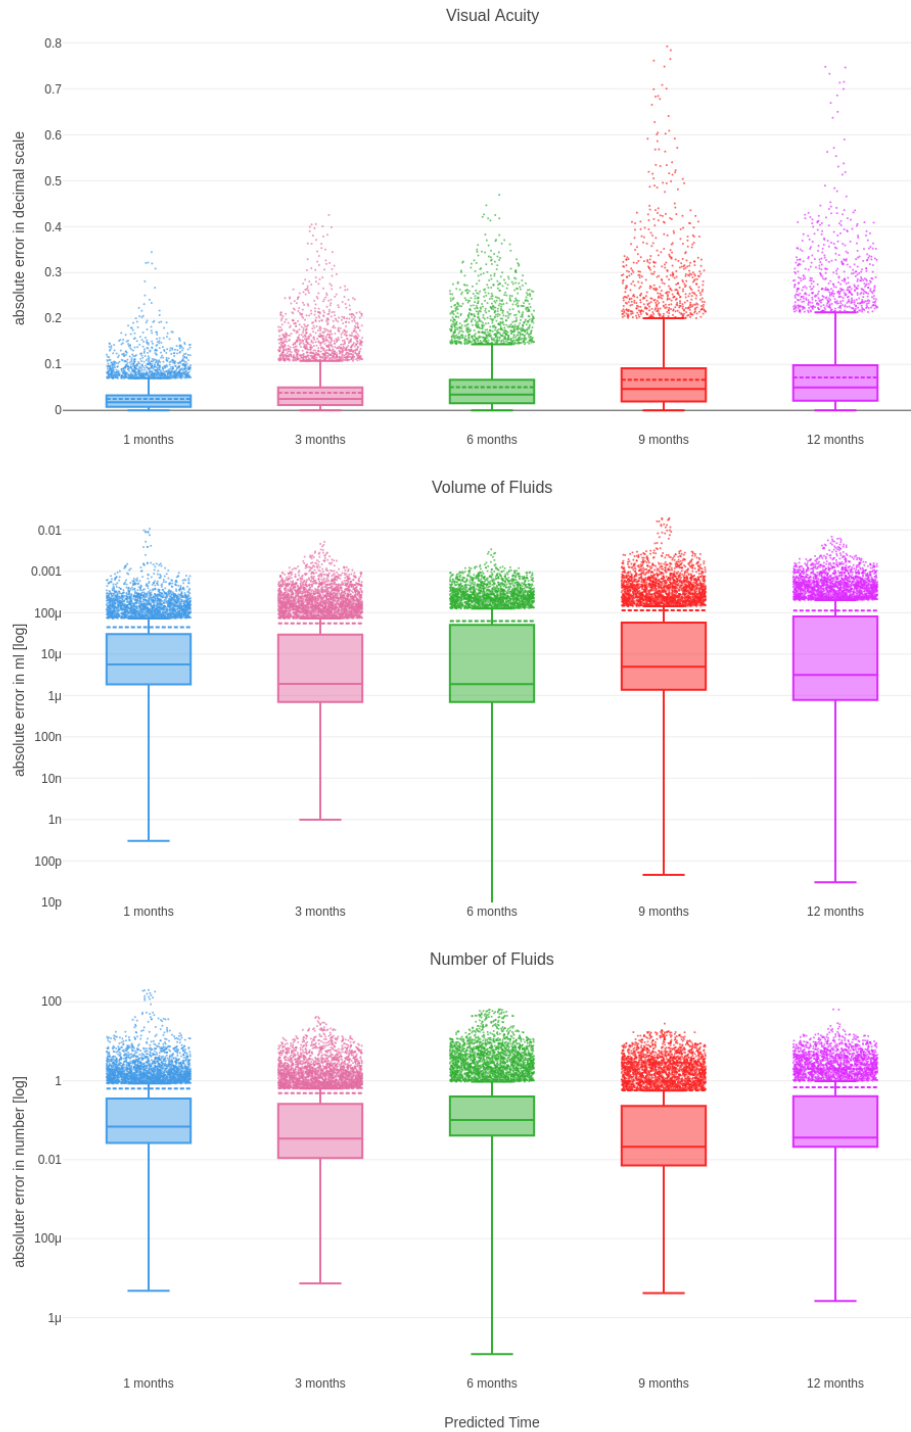 Visual Acuity
absolute error in decimal scale
0.8
0.7
0.6
0.5
0.4
0.3
0.2
0.1
0
1 months 3 months 6 months 9 months 12 months
Volume of Fluids
absolute error in ml [log]
0.01
0.001
100μ
10μ
1μ
100n
10n
1n
100p
10p
1 months 3 months 6 months 9 months 12 months
Number of Fluids
absoluter error in number [log]
100
1
0.01
100μ
1μ
1 months 3 months 6 months 9 months 12 months
Predicted Time